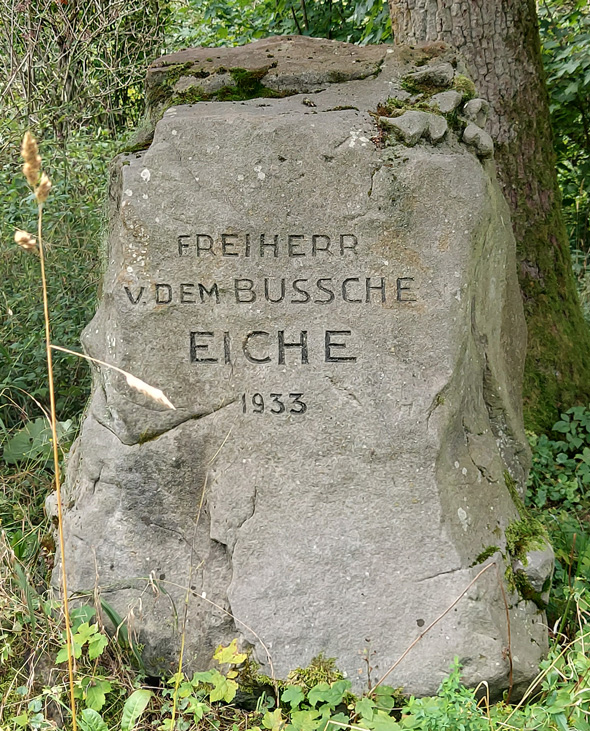 FREIHERR
V. DEM BUSSCHE
EICHE
1933